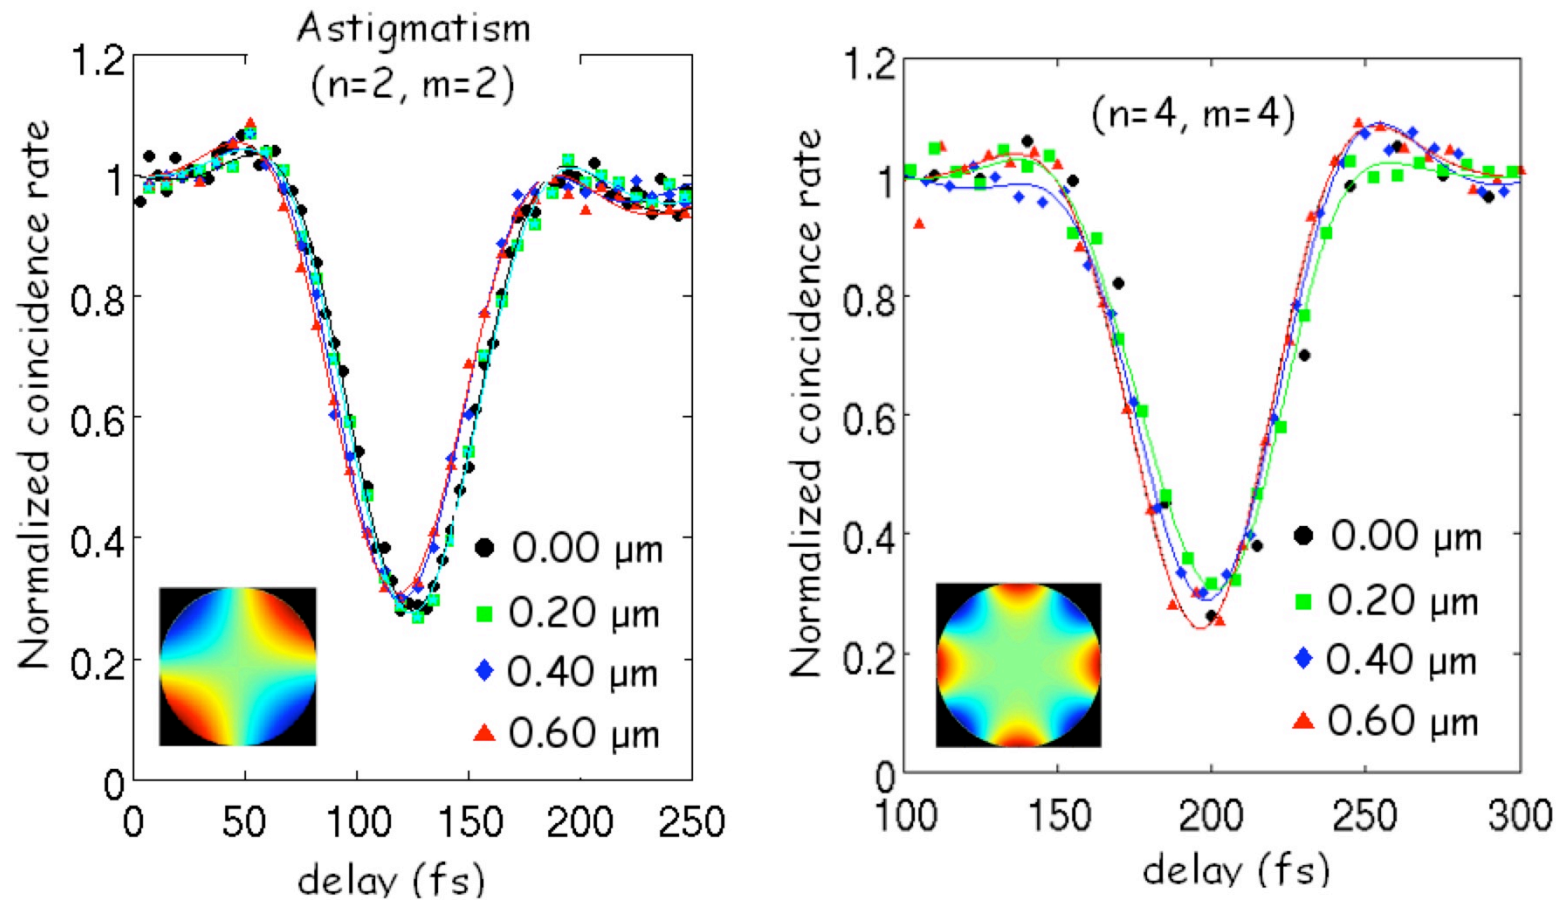 Astigmatism
(n=2, m=2)
Normalized coincidence rate
1.2
1
0.8
0.6
0.4
0.2
0
0.00 µm
0.20 µm
0.40 µm
0.60 µm
0 50 100 150 200 250
delay (fs)
(n=4, m=4)
Normalized coincidence rate
1.2
1
0.8
0.6
0.4
0.2
0
0.00 µm
0.20 µm
0.40 µm
0.60 µm
100 150 200 250 300
delay (fs)